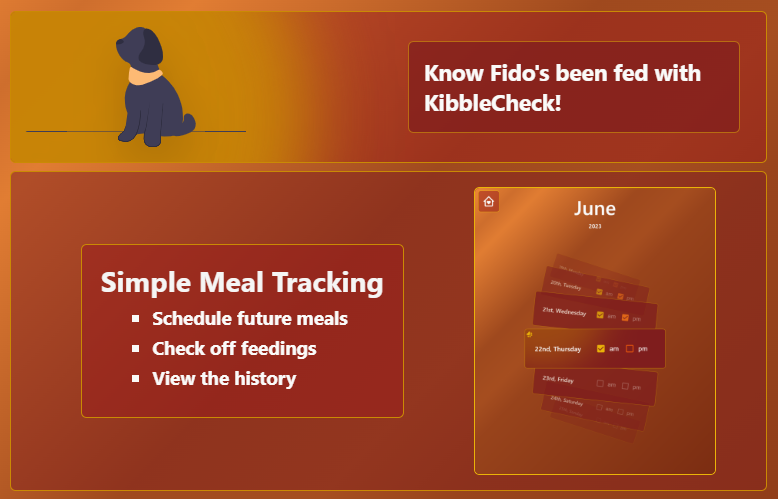 Know Fido's been fed with
KibbleCheck!
Simple Meal Tracking
Schedule future meals
Check off feedings
View the history
June
2023
20th, Tuesday am pm
21st, Wednesday am pm
22nd, Thursday am pm
23rd, Friday am pm
24th, Saturday am pm